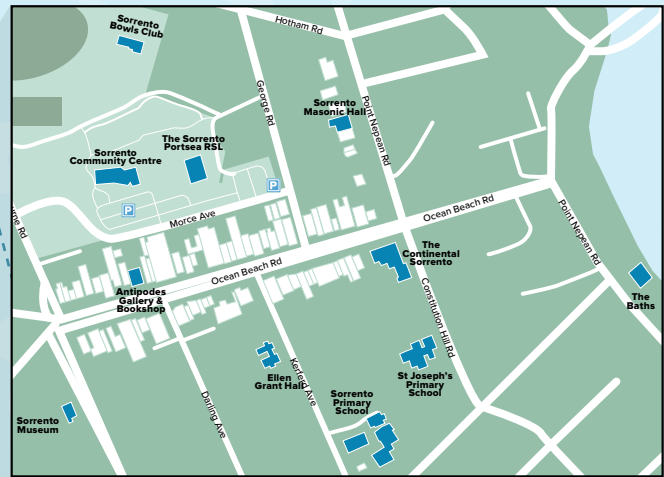 Sorrento
Bowls Club
Hotham Rd
George Rd
Sorrento
Masonic Hall
Point Nepean Rd
The Sorrento
Portsea RSL
Sorrento
Community Centre
P
P
Morce Ave
Ocean Beach Rd
Point Nepean Rd
The
Continental
Sorrento
Ocean Beach Rd
The
Baths
Antipodes
Gallery &
Bookshop
Constitution Hill Rd
Ellen
Grant Hall
Kerferd Ave
St Joseph's
Primary
School
Darling Ave
Sorrento
Primary
School
Sorrento
Museum